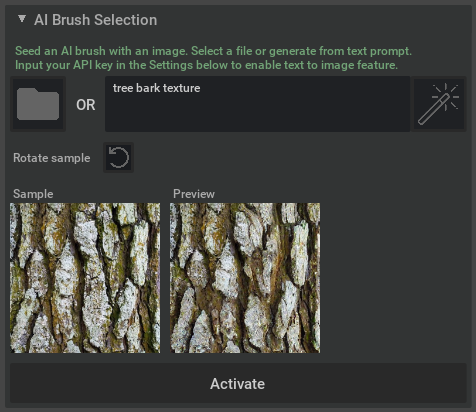 AI Brush Selection
Seed an AI brush with an image. Select a file or generate from text prompt.
Input your API key in the Settings below to enable text to image feature.
OR
tree bark texture
Rotate sample
Sample
Preview
Activate